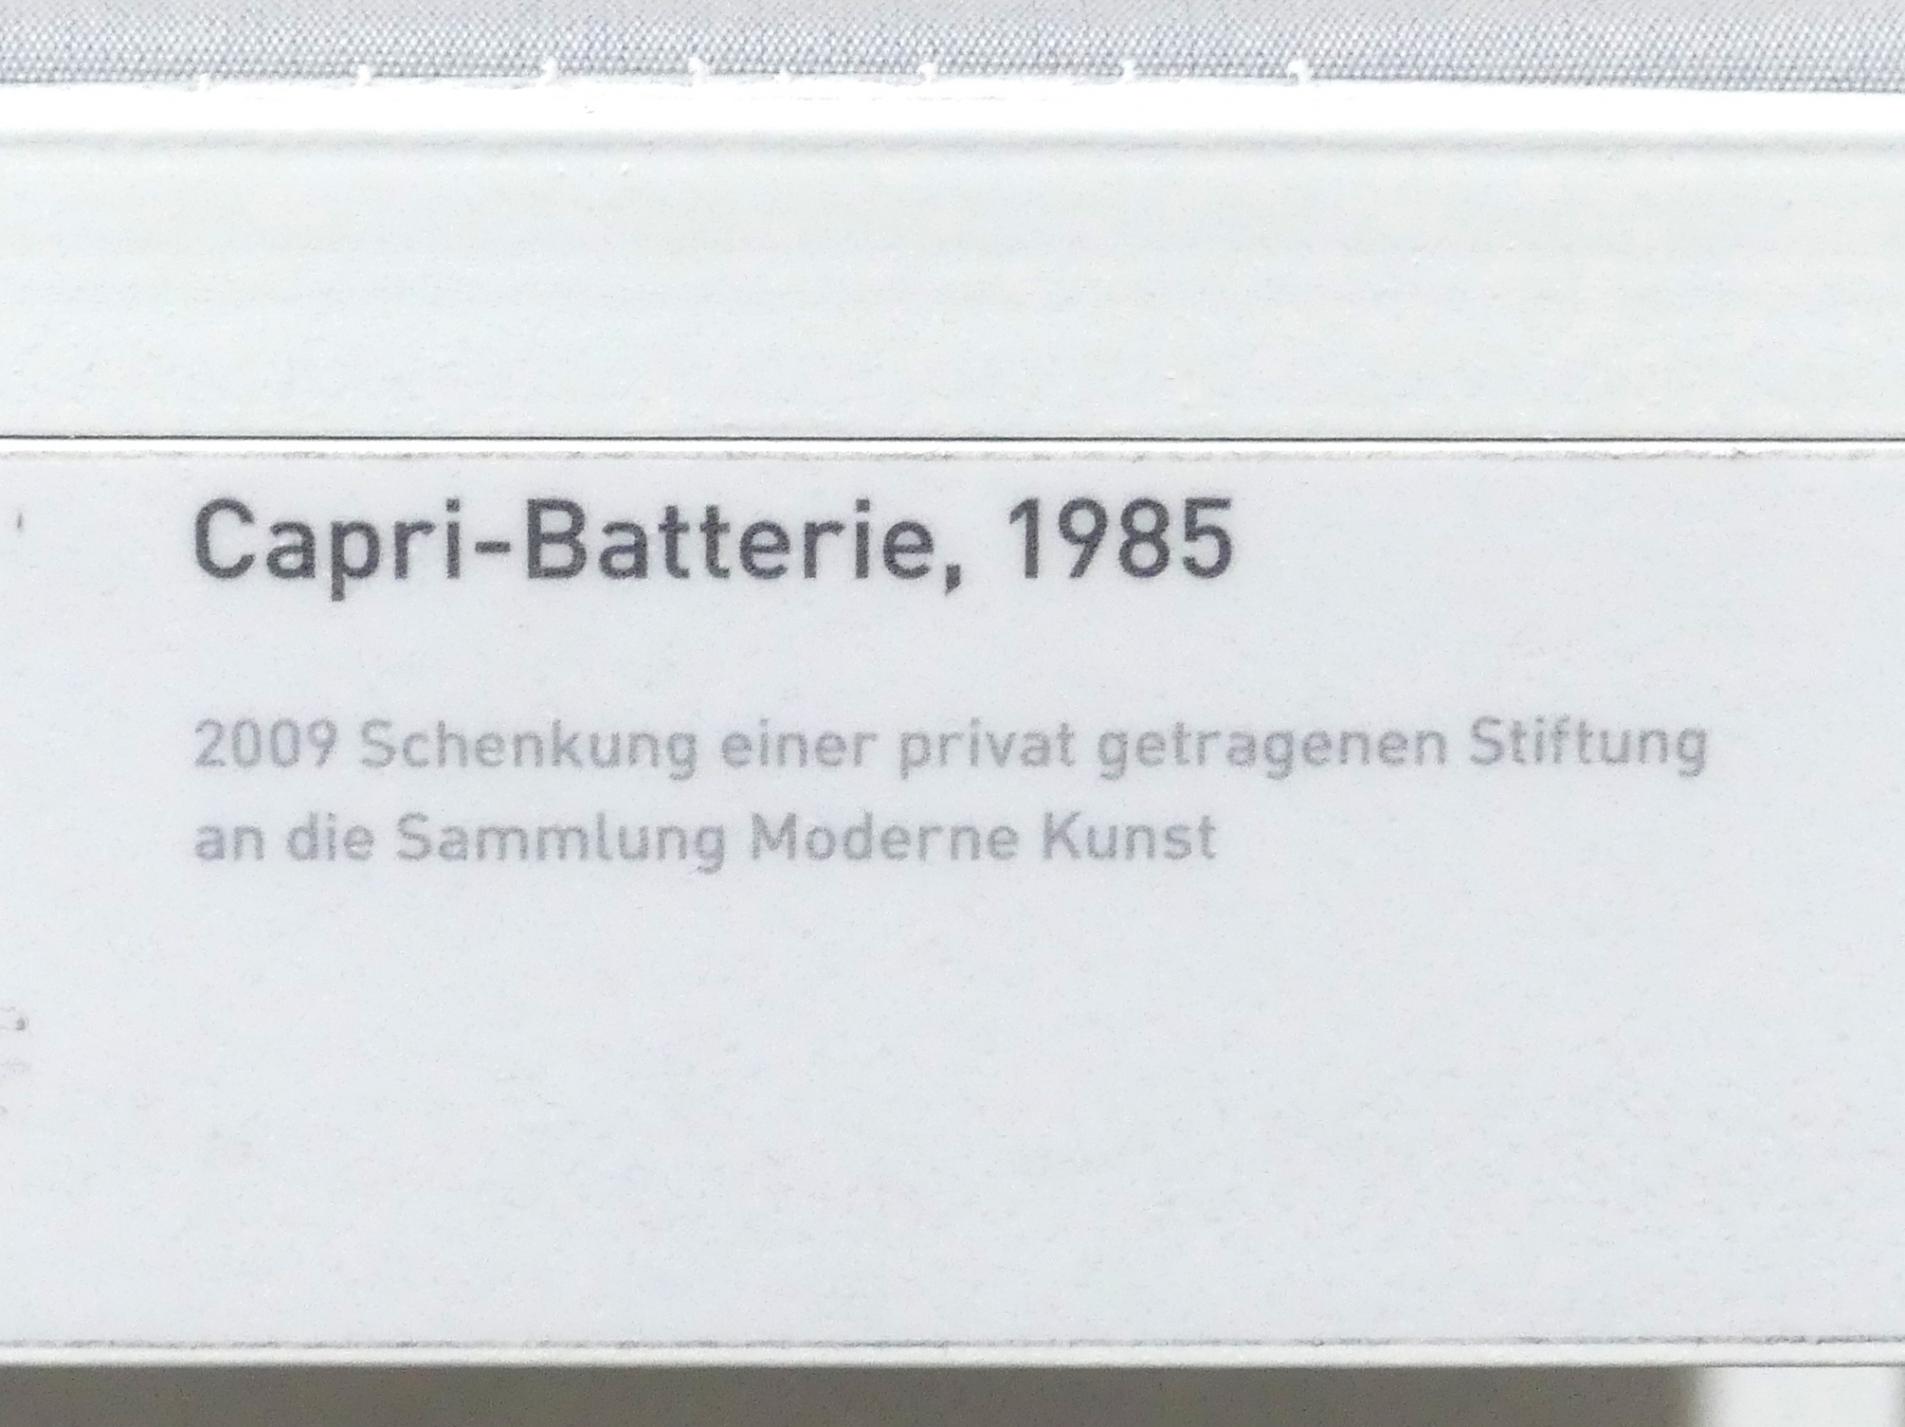 Capri-Batterie, 1985
2009 Schenkung einer privat getragenen Stiftung
an die Sammlung Moderne Kunst